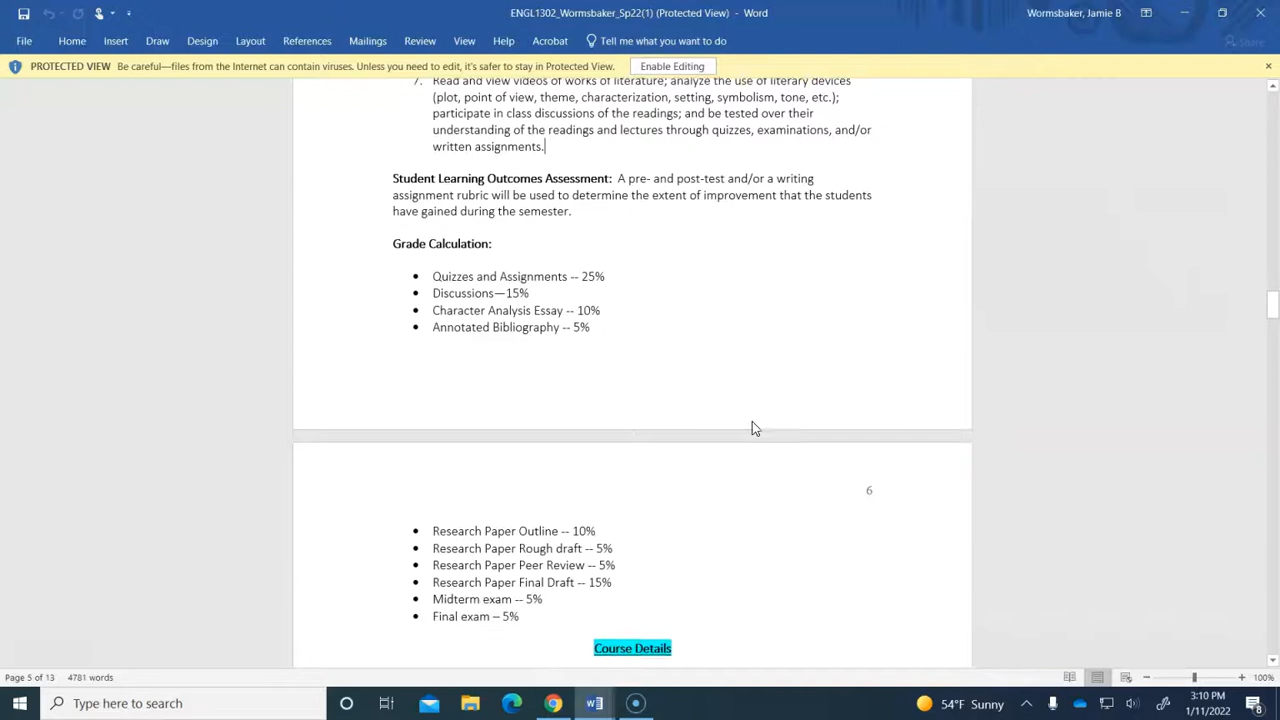 ENGL1302_Wormsbaker_Sp22(1) (Protected View) - Word
Wormsbaker, Jamie B
File Home Insert Draw Design Layout References Mailings Review View Help Acrobat Tell me what you want to do Share
PROTECTED VIEW Be careful—files from the Internet can contain viruses. Unless you need to edit, it's safer to stay in Protected View. Enable Editing
7. Read and view videos of works of literature; analyze the use of literary devices
(plot, point of view, theme, characterization, setting, symbolism, tone, etc.);
participate in class discussions of the readings; and be tested over their
understanding of the readings and lectures through quizzes, examinations, and/or
written assignments.
Student Learning Outcomes Assessment: A pre- and post-test and/or a writing
assignment rubric will be used to determine the extent of improvement that the students
have gained during the semester.
Grade Calculation:
• Quizzes and Assignments -- 25%
• Discussions—15%
• Character Analysis Essay -- 10%
• Annotated Bibliography -- 5%
6
• Research Paper Outline -- 10%
• Research Paper Rough draft -- 5%
• Research Paper Peer Review -- 5%
• Research Paper Final Draft -- 15%
• Midterm exam -- 5%
• Final exam – 5%
Course Details
Page 5 of 13 4781 words 100%
Type here to search
54°F Sunny
3:10 PM
1/11/2022
8